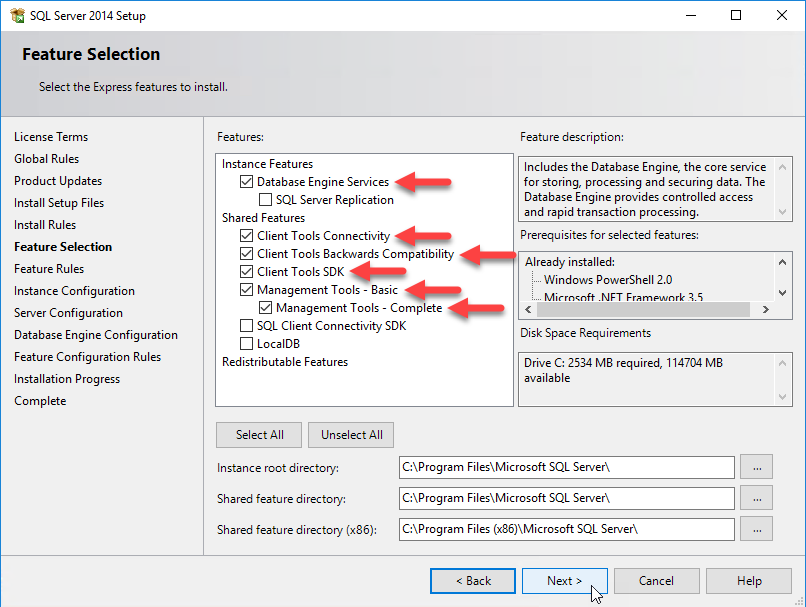 SQL Server 2014 Setup
Feature Selection
Select the Express features to install.
License Terms
Global Rules
Product Updates
Install Setup Files
Install Rules
Feature Selection
Feature Rules
Instance Configuration
Server Configuration
Database Engine Configuration
Feature Configuration Rules
Installation Progress
Complete
Features:
Instance Features
Database Engine Services
SQL Server Replication
Shared Features
Client Tools Connectivity
Client Tools Backwards Compatibility
Client Tools SDK
Management Tools - Basic
Management Tools - Complete
SQL Client Connectivity SDK
LocalDB
Redistributable Features
Feature description:
Includes the Database Engine, the core service
for storing, processing and securing data. The
Database Engine provides controlled access
and rapid transaction processing.
Prerequisites for selected features:
Already installed:
Windows PowerShell 2.0
Microsoft .NET Framework 3.5
Disk Space Requirements
Drive C: 2534 MB required, 114704 MB
available
Select All
Unselect All
Instance root directory:
C:\Program Files\Microsoft SQL Server\
...
Shared feature directory:
C:\Program Files\Microsoft SQL Server\
...
Shared feature directory (x86):
C:\Program Files (x86)\Microsoft SQL Server\
...
< Back
Next >
Cancel
Help